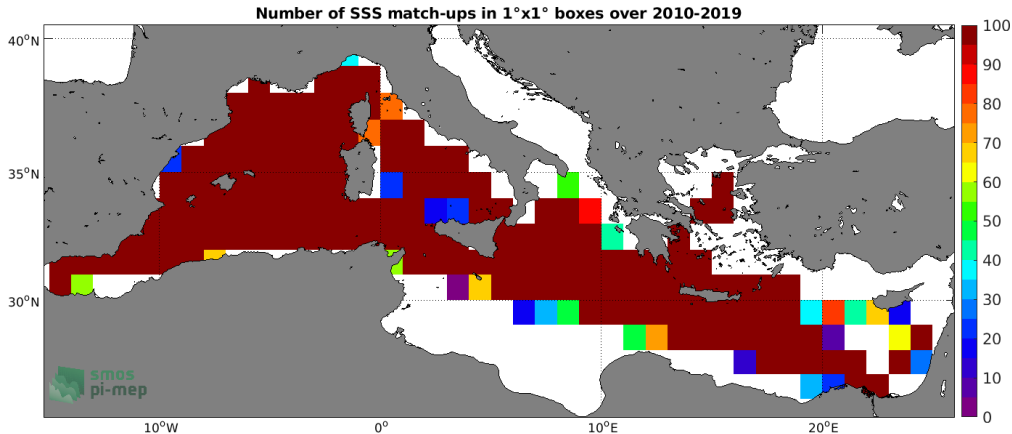 Number of SSS match-ups in 1°x1° boxes over 2010-2019
40°N
35°N
30°N
10°W
0°
10°E
20°E
100
90
80
70
60
50
40
30
20
10
0
smos
pi-mep